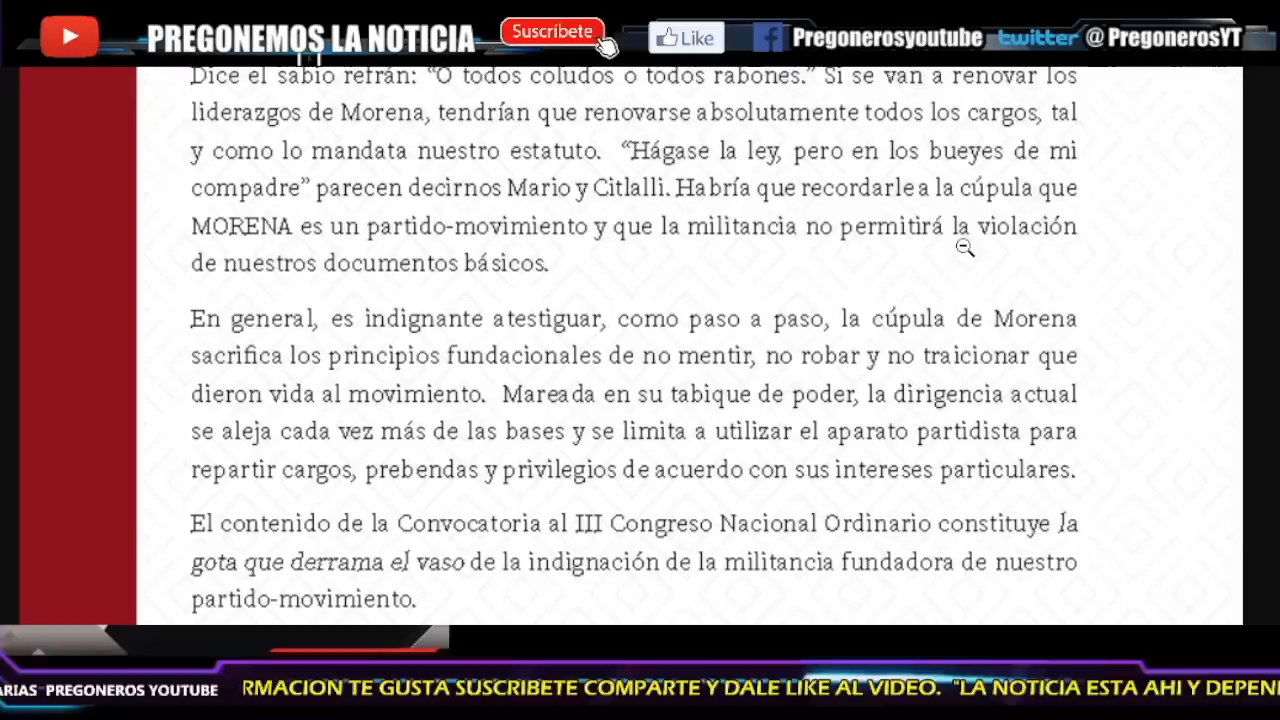 PREGONEMOS LA NOTICIA
Suscríbete
Like
Pregonerosyoutube
twitter
@PregonerosYT
Dice el sabio refrán: “O todos coludos o todos rabones.” Si se van a renovar los
liderazgos de Morena, tendrían que renovarse absolutamente todos los cargos, tal
y como lo mandata nuestro estatuto. “Hágase la ley, pero en los bueyes de mi
compadre” parecen decirnos Mario y Citlalli. Habría que recordarle a la cúpula que
MORENA es un partido-movimiento y que la militancia no permitirá la violación
de nuestros documentos básicos.
En general, es indignante atestiguar, como paso a paso, la cúpula de Morena
sacrifica los principios fundacionales de no mentir, no robar y no traicionar que
dieron vida al movimiento. Mareada en su tabique de poder, la dirigencia actual
se aleja cada vez más de las bases y se limita a utilizar el aparato partidista para
repartir cargos, prebendas y privilegios de acuerdo con sus intereses particulares.
El contenido de la Convocatoria al III Congreso Nacional Ordinario constituye la
gota que derrama el vaso de la indignación de la militancia fundadora de nuestro
partido-movimiento.
ARIAS PREGONEROS YOUTUBE
RMACION TE GUSTA SUSCRIBETE COMPARTE Y DALE LIKE AL VIDEO. "LA NOTICIA ESTA AHI Y DEPEN